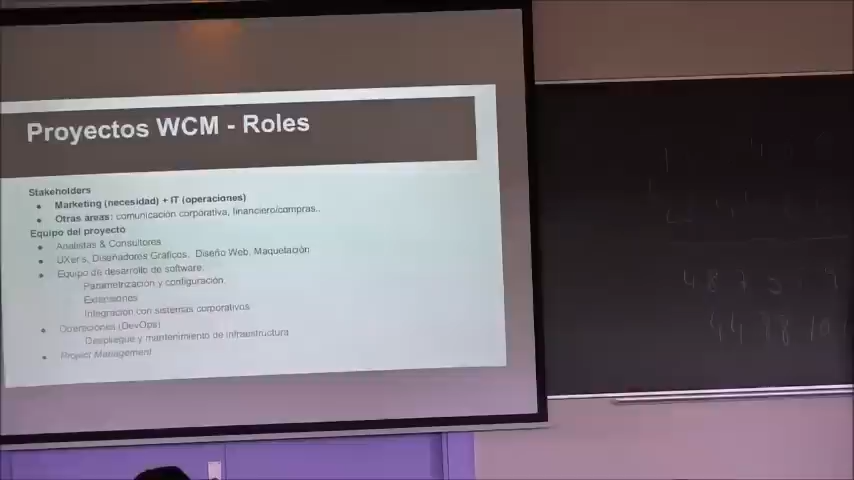 Proyectos WCM - Roles
Stakeholders
● Marketing (necesidad) + IT (operaciones)
● Otras areas: comunicación corporativa, financiero/compras..
Equipo del proyecto
● Analistas & Consultores
● UXer's, Diseñadores Gráficos, Diseño Web, Maquetación
● Equipo de desarrollo de software:
Parametrización y configuración
Extensiones
Integración con sistemas corporativos
● Operaciones (DevOps)
Despliegue y mantenimiento de infraestructura
● Project Management